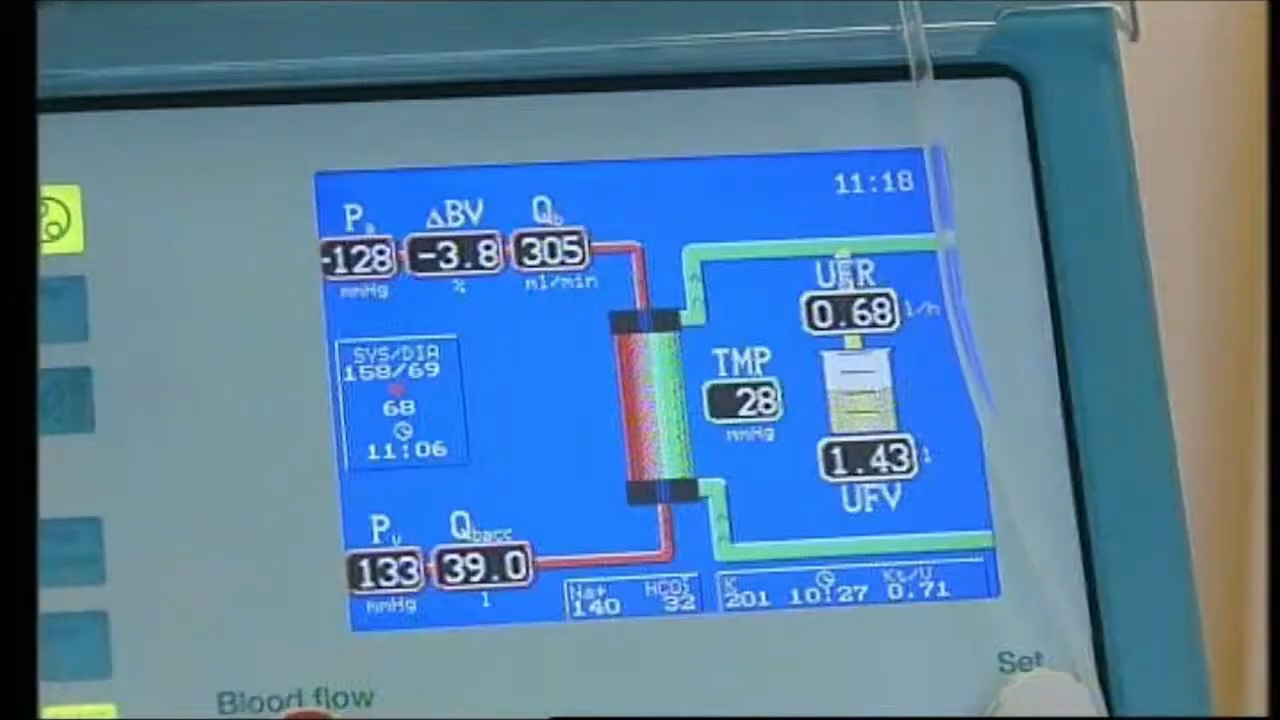 11:18
Pa ΔBV Qb
-128 -3.8 305
mmHg % ml/min
UFR
0.68 l/h
SYS/DIA
158/69
68
11:06
TMP
28
mmHg
1.43 l
UFV
Pv Qbacc
133 39.0
mmHg l
Na+ HCO3
140 32
K Kt/V
201 10:27 0.71
Set
Blood flow